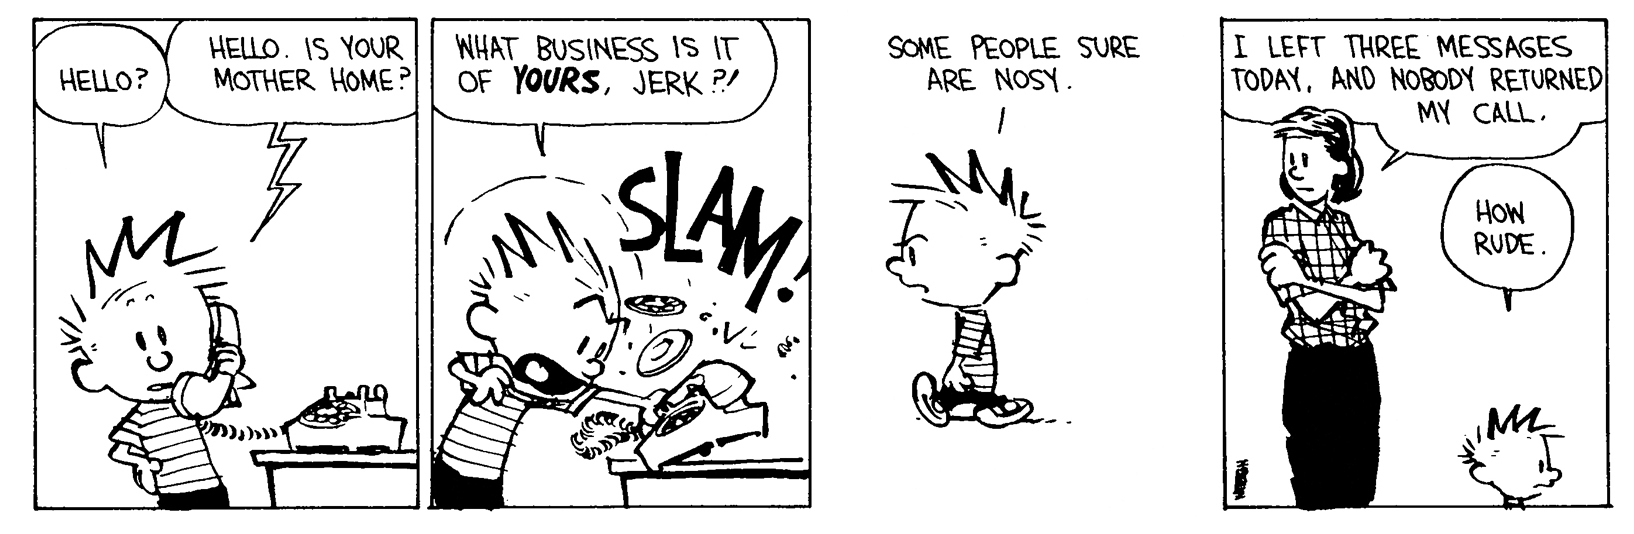 HELLO?
HELLO. IS YOUR
MOTHER HOME?
WHAT BUSINESS IS IT
OF YOURS, JERK?!
SLAM!
SOME PEOPLE SURE
ARE NOSY.
I LEFT THREE MESSAGES
TODAY, AND NOBODY RETURNED
MY CALL.
HOW
RUDE.